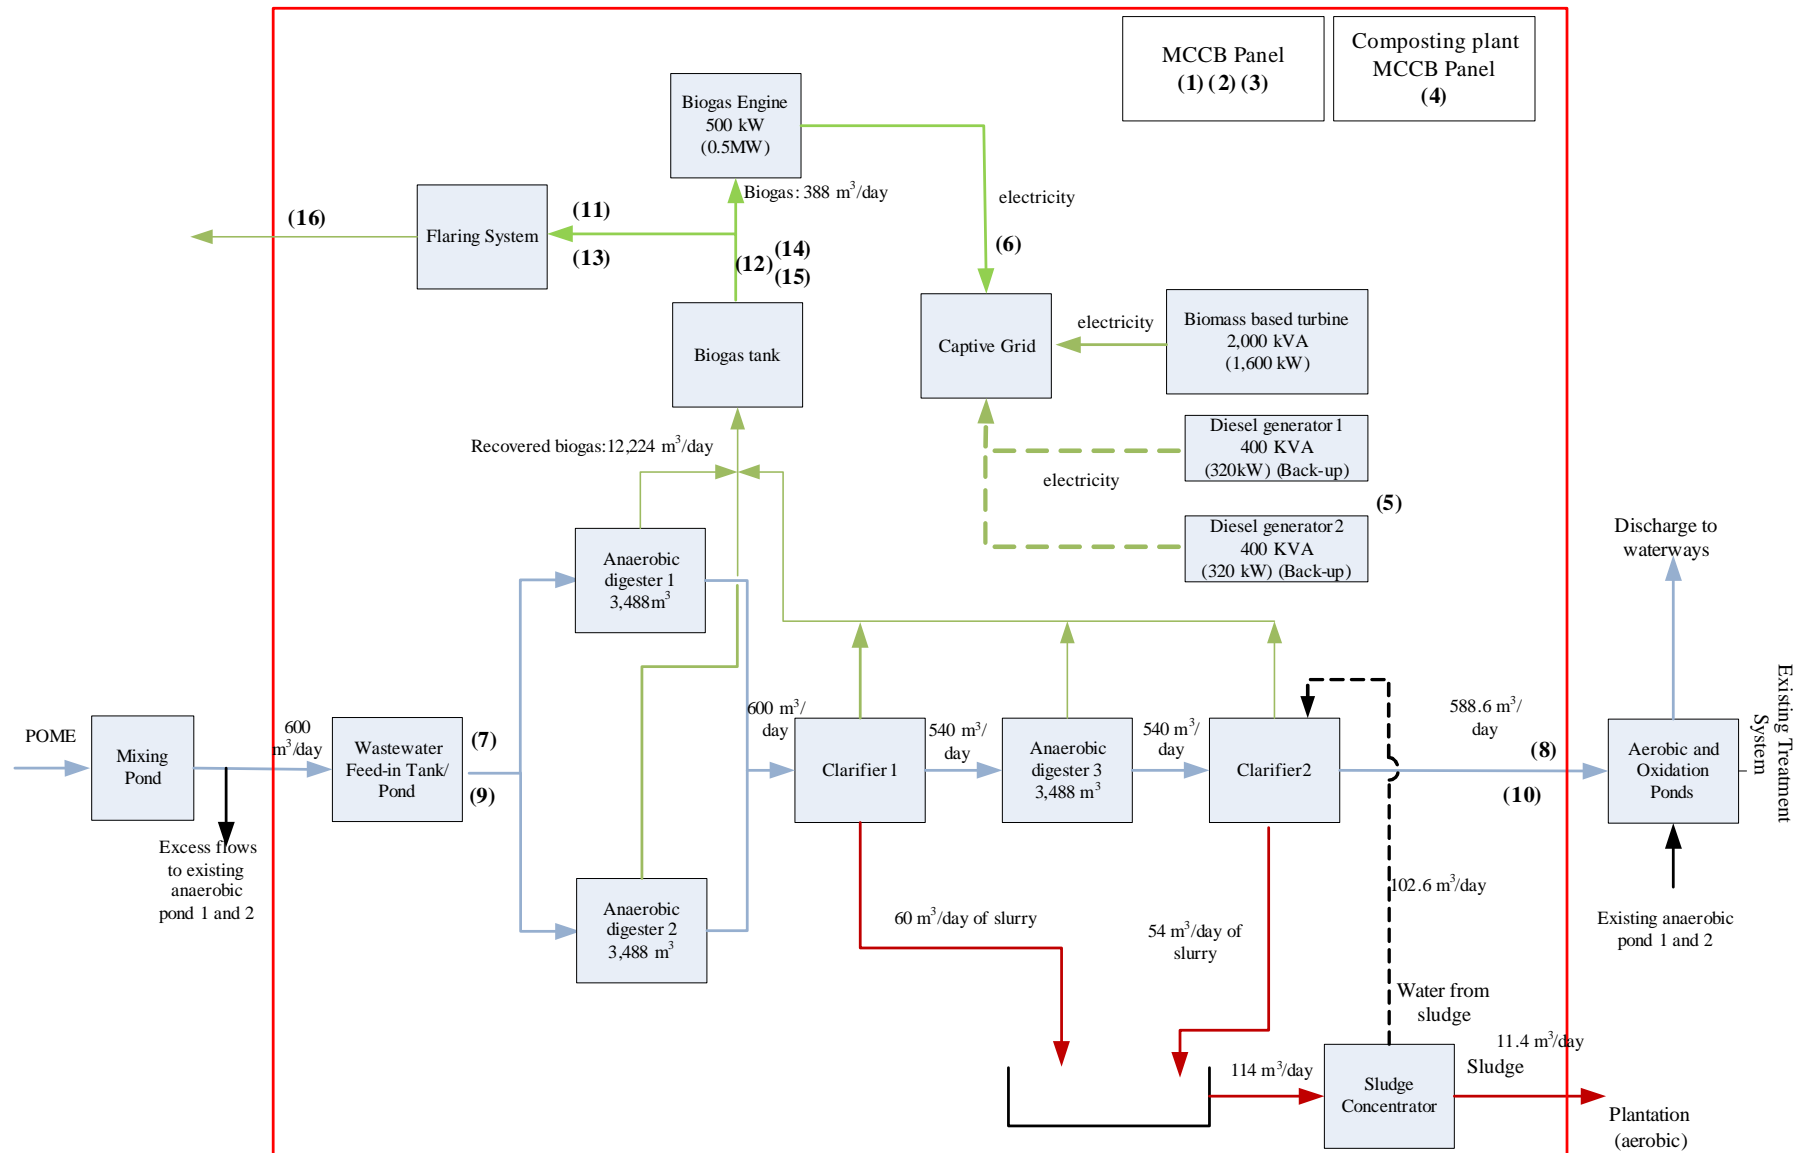 MCCB Panel
(1) (2) (3)
Composting plant
MCCB Panel
(4)
Biogas Engine
500 kW
(0.5MW)
Biogas: 388 m³/day
electricity
(16)
(11)
Flaring System
(13)
(12)
(14)
(15)
(6)
Biogas tank
Captive Grid
electricity
Biomass based turbine
2,000 kVA
(1,600 kW)
Recovered biogas:12,224 m³/day
Diesel generator 1
400 KVA
(320kW) (Back-up)
electricity
(5)
Diesel generator 2
400 KVA
(320 kW) (Back-up)
Discharge to
waterways
Anaerobic
digester 1
3,488m³
POME
Mixing
Pond
600
m³/day
Wastewater
Feed-in Tank/
Pond
(7)
(9)
600 m³/
day
Clarifier 1
540 m³/
day
Anaerobic
digester 3
3,488 m³
540 m³/
day
Clarifier2
588.6 m³/
day
(8)
(10)
Aerobic and
Oxidation
Ponds
Existing Treatment
System
Excess flows
to existing
anaerobic
pond 1 and 2
Anaerobic
digester 2
3,488 m³
60 m³/day of slurry
54 m³/day of
slurry
102.6 m³/day
Existing anaerobic
pond 1 and 2
Water from
sludge
114 m³/day
Sludge
Concentrator
11.4 m³/day
Sludge
Plantation
(aerobic)